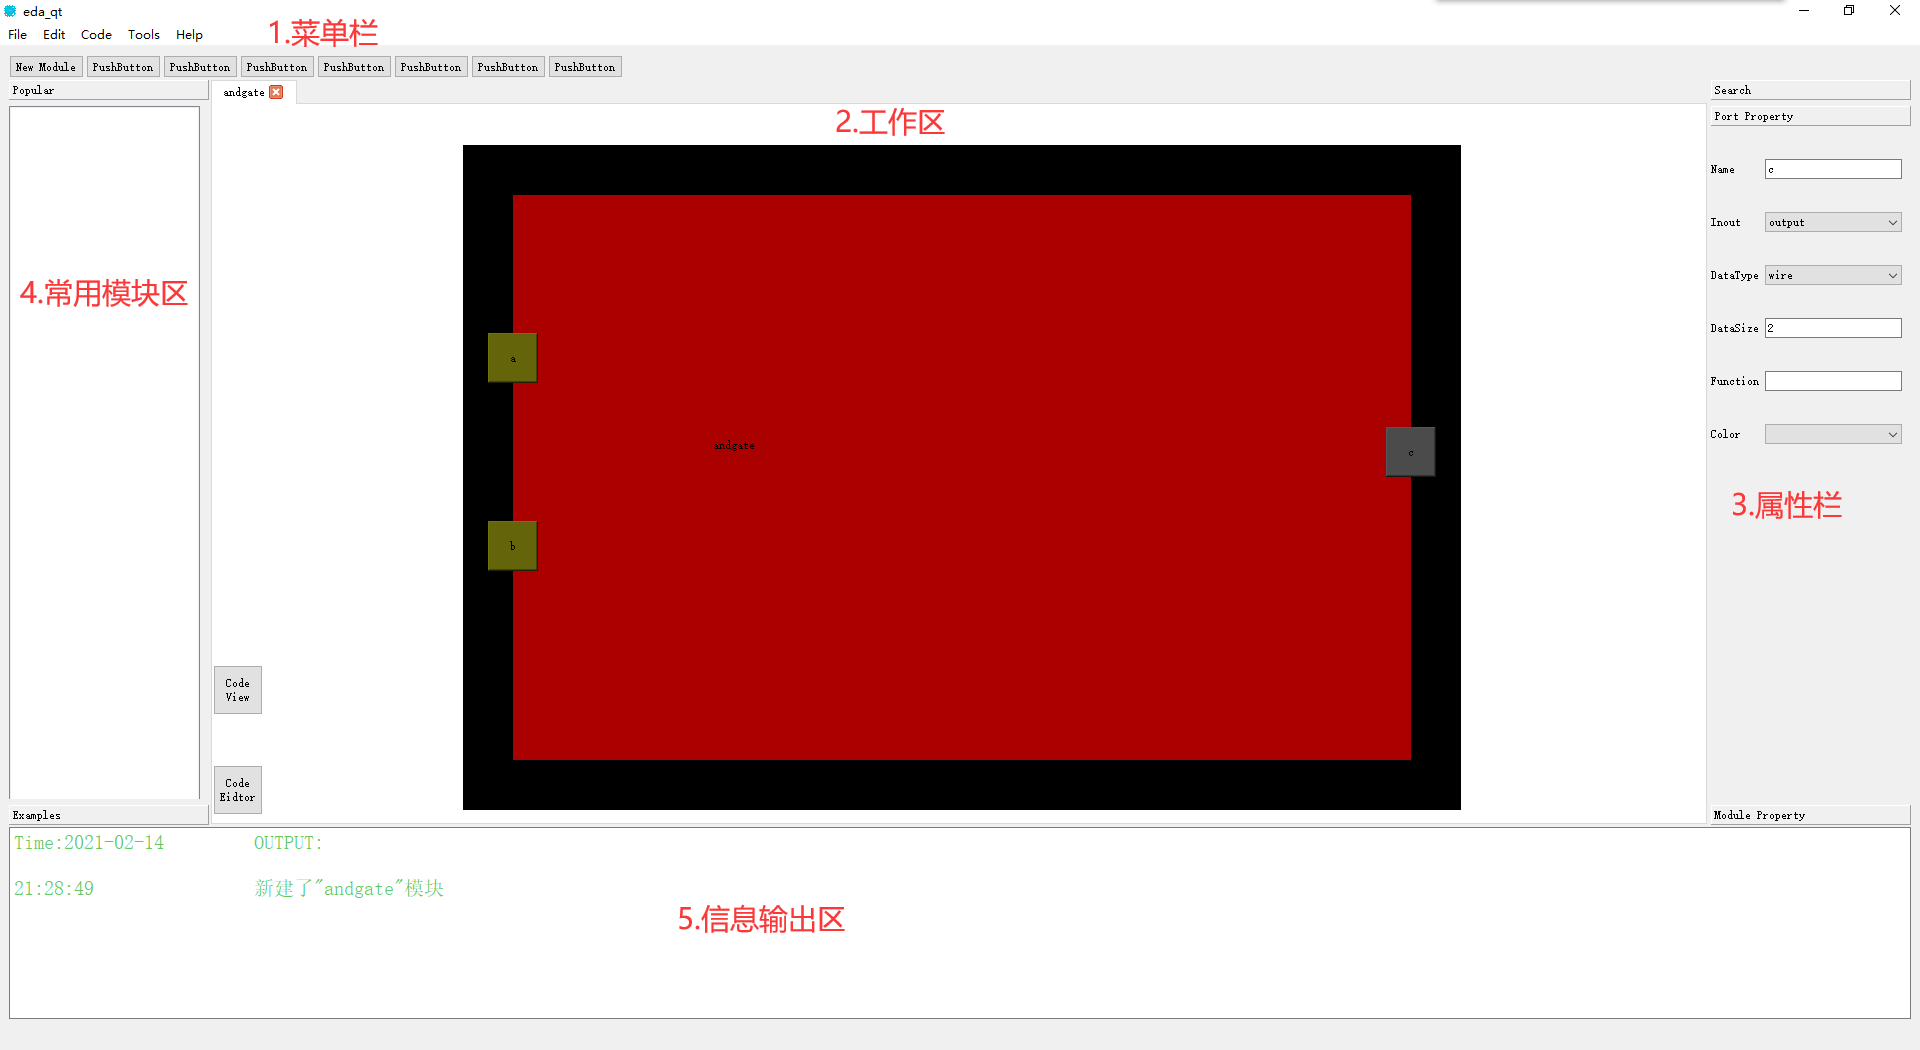 eda_qt
File Edit Code Tools Help
1.菜单栏
New Module PushButton PushButton PushButton PushButton PushButton PushButton PushButton
Popular
andgate
Search
Port Property
2.工作区
Name c
Inout output
DataType wire
DataSize 2
Function
Color
4.常用模块区
a
andgate
c
b
3.属性栏
Code
View
Code
Eidtor
Examples
Module Property
Time:2021-02-14 OUTPUT:
21:28:49 新建了"andgate"模块
5.信息输出区